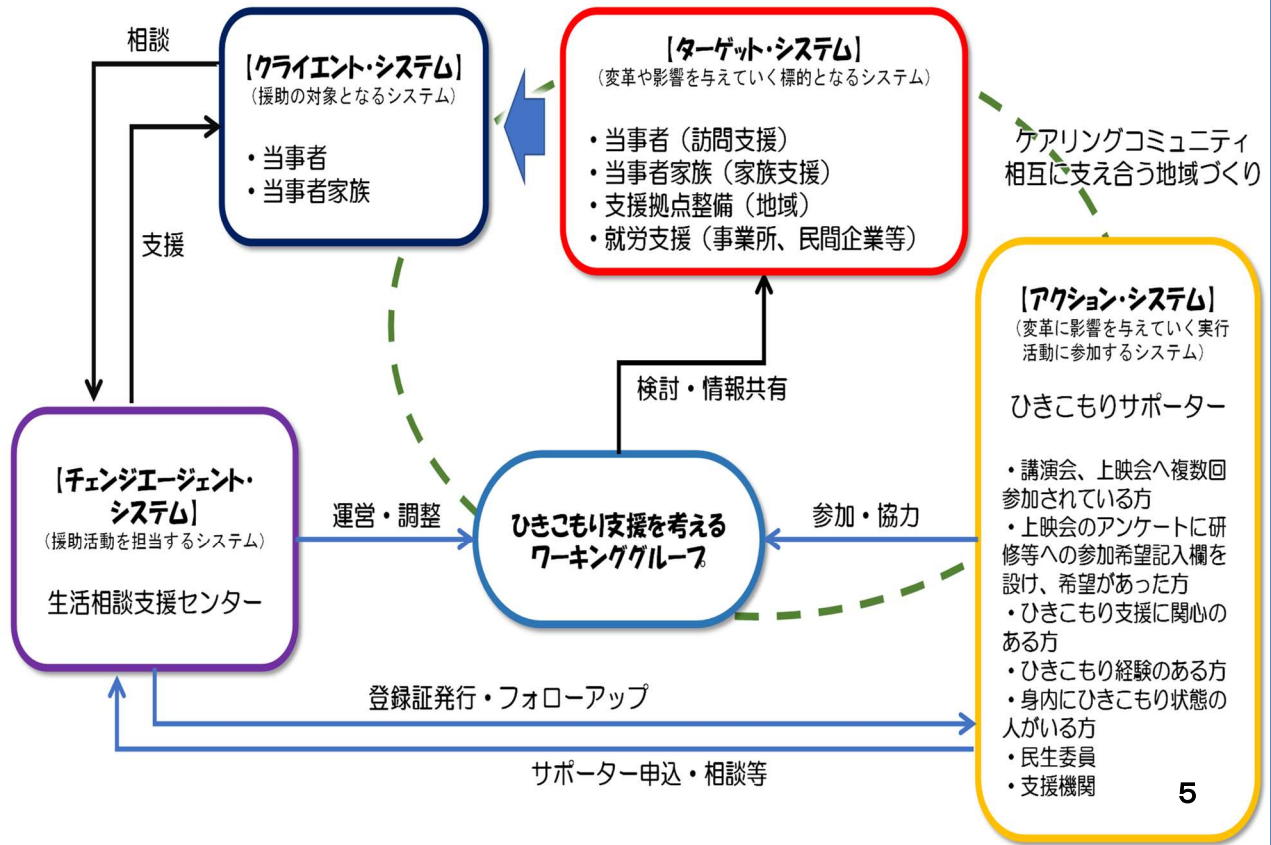 相談
【クライエント・システム】
（援助の対象となるシステム）
・当事者
・当事者家族
支援
【ターゲット・システム】
（変革や影響を与えていく標的となるシステム）
・当事者（訪問支援）
・当事者家族（家族支援）
・支援拠点整備（地域）
・就労支援（事業所、民間企業等）
ケアリングコミュニティ
相互に支え合う地域づくり
検討・情報共有
【チェンジエージェント・
システム】
（援助活動を担当するシステム）
生活相談支援センター
運営・調整
ひきこもり支援を考える
ワーキンググループ
参加・協力
【アクション・システム】
（変革に影響を与えていく実行
活動に参加するシステム）
ひきこもりサポーター
・講演会、上映会へ複数回
参加されている方
・上映会のアンケートに研
修等への参加希望記入欄を
設け、希望があった方
・ひきこもり支援に関心の
ある方
・ひきこもり経験のある方
・身内にひきこもり状態の
人がいる方
・民生委員
・支援機関
登録証発行・フォローアップ
サポーター申込・相談等
5